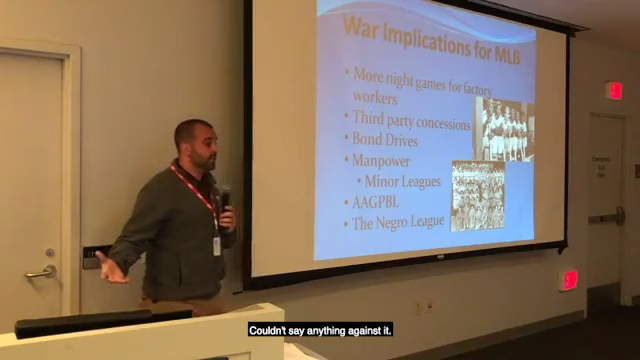 War Implications for MLB
• More night games for factory
workers
• Third party concessions
• Bond Drives
• Manpower
• Minor Leagues
• AAGPBL
• The Negro League
EXIT
EXIT
Couldn't say anything against it.